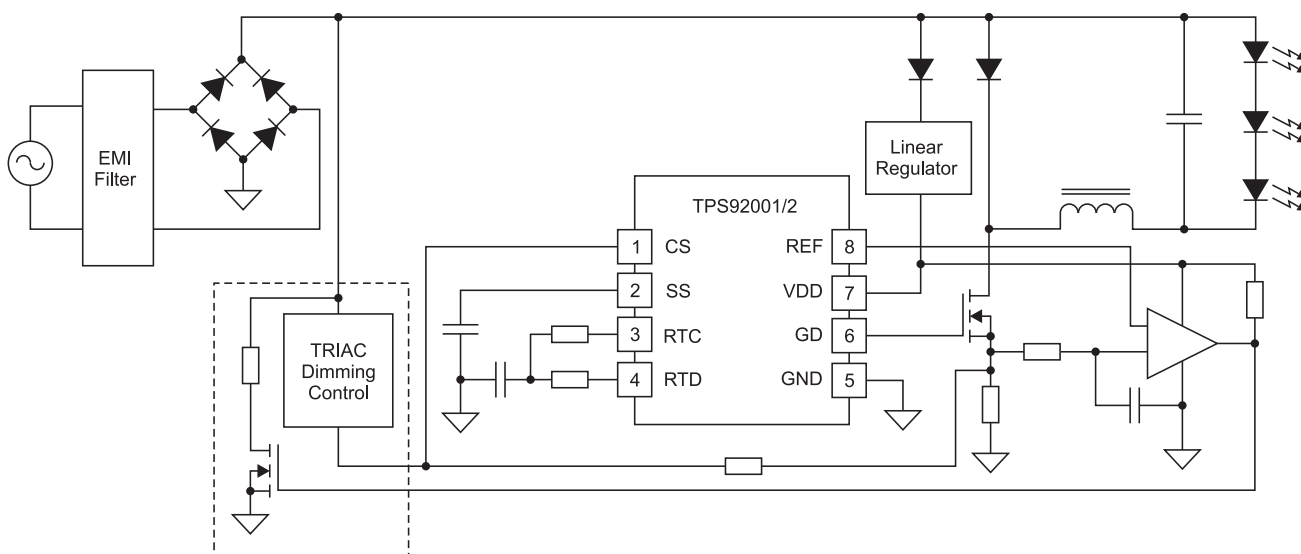 EMI
Filter
Linear
Regulator
TPS92001/2
1 CS
REF 8
2 SS
VDD 7
3 RTC
GD 6
4 RTD
GND 5
TRIAC
Dimming
Control